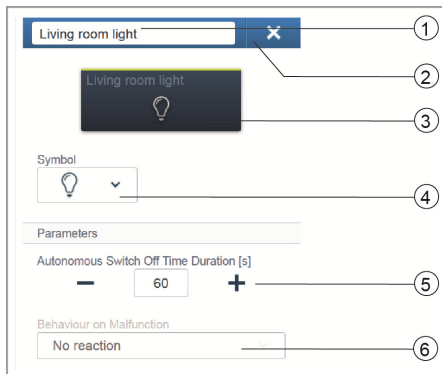 Living room light
1
2
Living room light
3
Symbol
4
Parameters
Autonomous Switch Off Time Duration [s]
60
5
Behaviour on Malfunction
No reaction
6